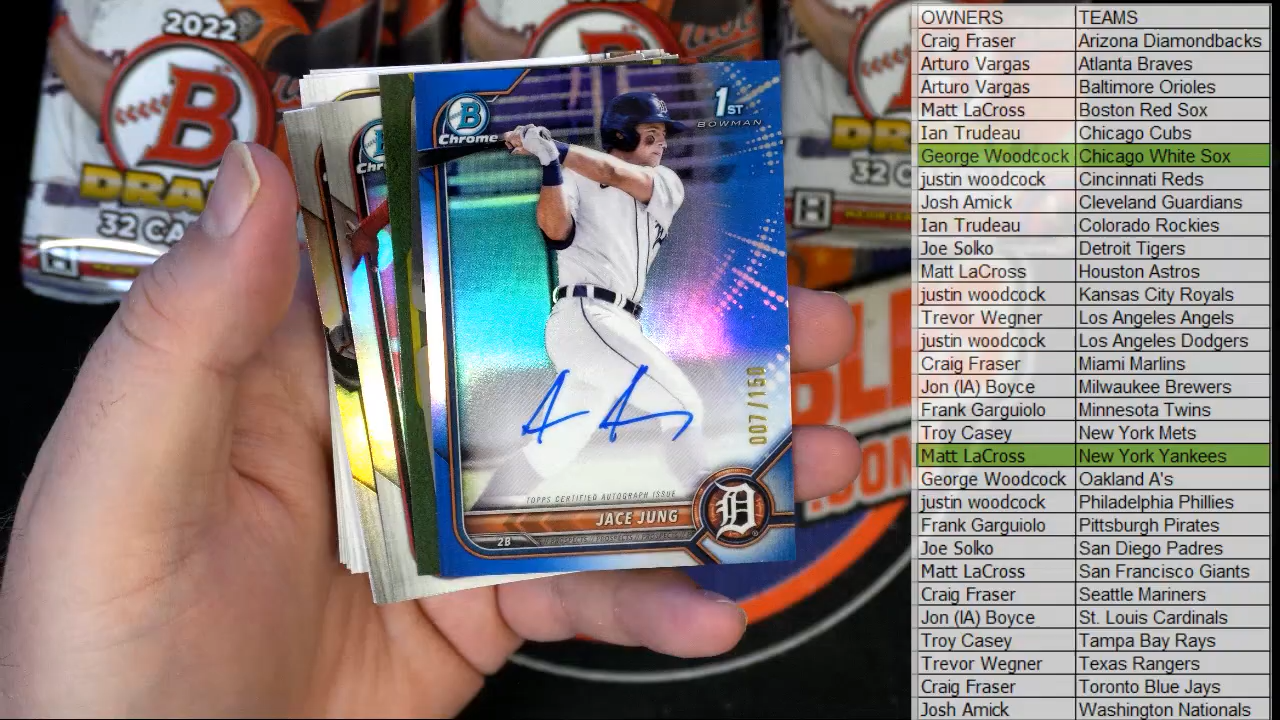 2022
B
DRA
32 CA
B
Chrome
Chr
1ST
BOWMAN
007/150
TOPPS CERTIFIED AUTOGRAPH ISSUE
JACE JUNG
2B
PROSPECTS // PROSPECTS // PROSPECTS
D
32 C
OWNERS TEAMS
Craig Fraser Arizona Diamondbacks
Arturo Vargas Atlanta Braves
Arturo Vargas Baltimore Orioles
Matt LaCross Boston Red Sox
Ian Trudeau Chicago Cubs
George Woodcock Chicago White Sox
justin woodcock Cincinnati Reds
Josh Amick Cleveland Guardians
Ian Trudeau Colorado Rockies
Joe Solko Detroit Tigers
Matt LaCross Houston Astros
justin woodcock Kansas City Royals
Trevor Wegner Los Angeles Angels
justin woodcock Los Angeles Dodgers
Craig Fraser Miami Marlins
Jon (IA) Boyce Milwaukee Brewers
Frank Garguiolo Minnesota Twins
Troy Casey New York Mets
Matt LaCross New York Yankees
George Woodcock Oakland A's
justin woodcock Philadelphia Phillies
Frank Garguiolo Pittsburgh Pirates
Joe Solko San Diego Padres
Matt LaCross San Francisco Giants
Craig Fraser Seattle Mariners
Jon (IA) Boyce St. Louis Cardinals
Troy Casey Tampa Bay Rays
Trevor Wegner Texas Rangers
Craig Fraser Toronto Blue Jays
Josh Amick Washington Nationals